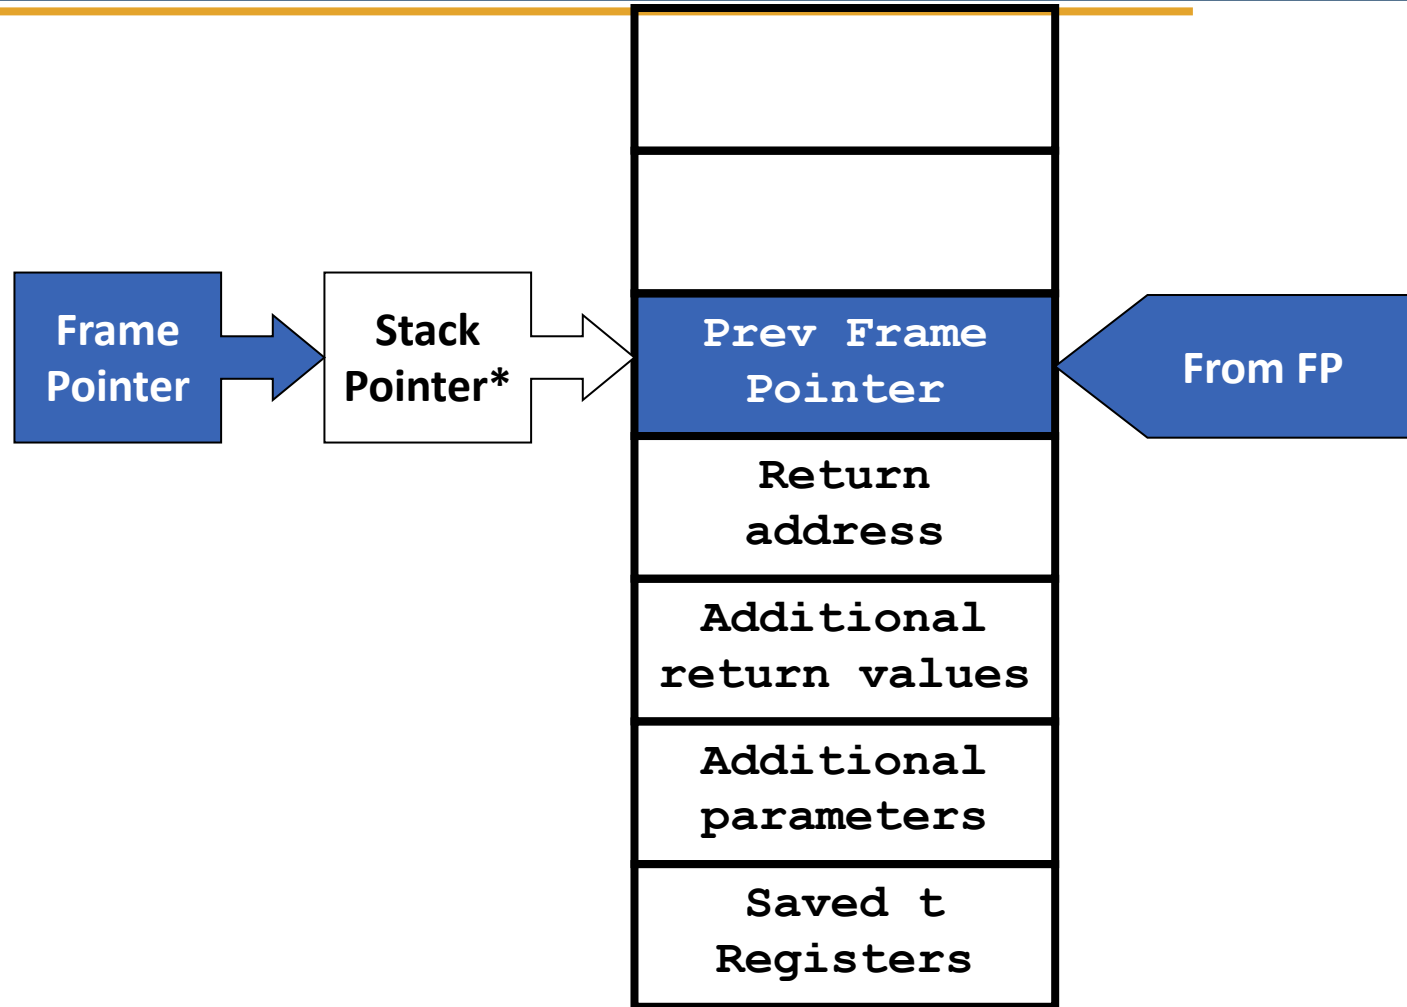 Frame
Pointer
Stack
Pointer*
Prev Frame
Pointer
From FP
Return
address
Additional
return values
Additional
parameters
Saved t
Registers